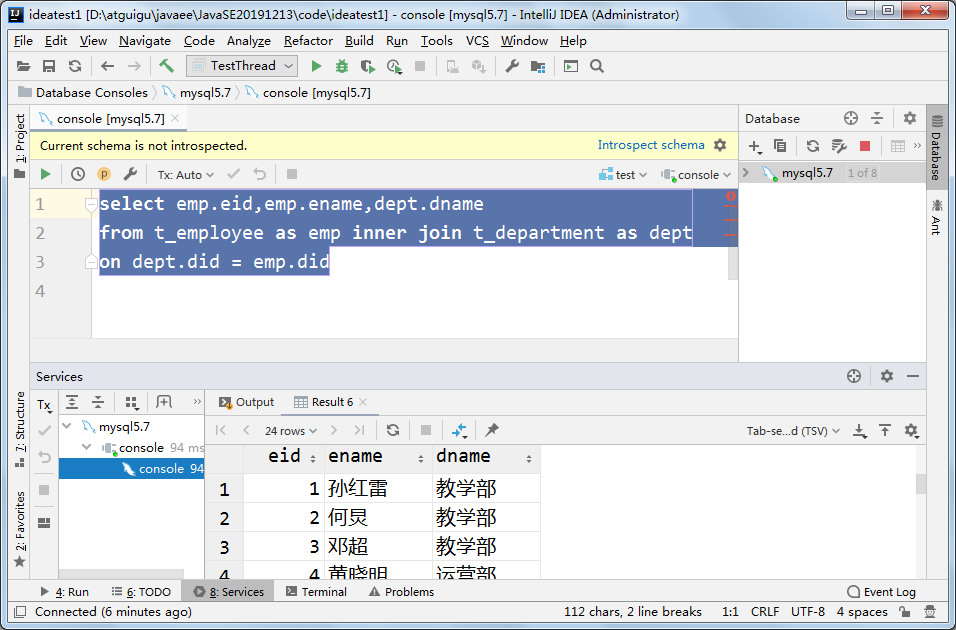 ideatest1 [D:\atguigu\javaee\JavaSE20191213\code\ideatest1] - console [mysql5.7] - IntelliJ IDEA (Administrator)
File Edit View Navigate Code Analyze Refactor Build Run Tools VCS Window Help
TestThread
Database Consoles mysql5.7 console [mysql5.7]
1: Project
console [mysql5.7]
Current schema is not introspected. Introspect schema
Tx: Auto test console
1 select emp.eid,emp.ename,dept.dname
2 from t_employee as emp inner join t_department as dept
3 on dept.did = emp.did
4
Database
mysql5.7 1 of 8
Database
Ant
Services
7: Structure
2: Favorites
Tx
mysql5.7
console 94 ms
console 94
Output Result 6
24 rows Tab-se...d (TSV)
eid ename dname
1 1 孙红雷 教学部
2 2 何炅 教学部
3 3 邓超 教学部
4 4 黄晓明 运营部
4: Run 6: TODO 8: Services Terminal Problems Event Log
Connected (6 minutes ago) 112 chars, 2 line breaks 1:1 CRLF UTF-8 4 spaces